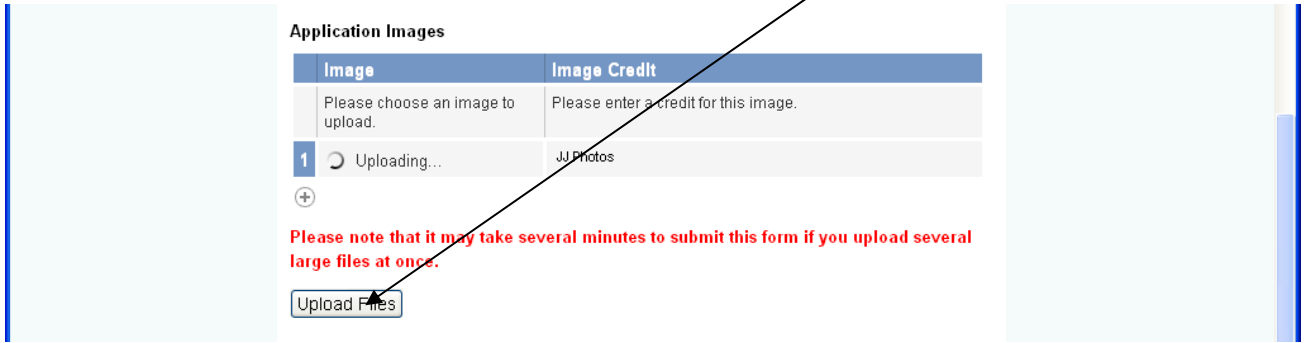 Application Images
Image Image Credit
Please choose an image to Please enter a credit for this image.
upload.
1 Uploading... JJ Photos
Please note that it may take several minutes to submit this form if you upload several
large files at once.
Upload Files